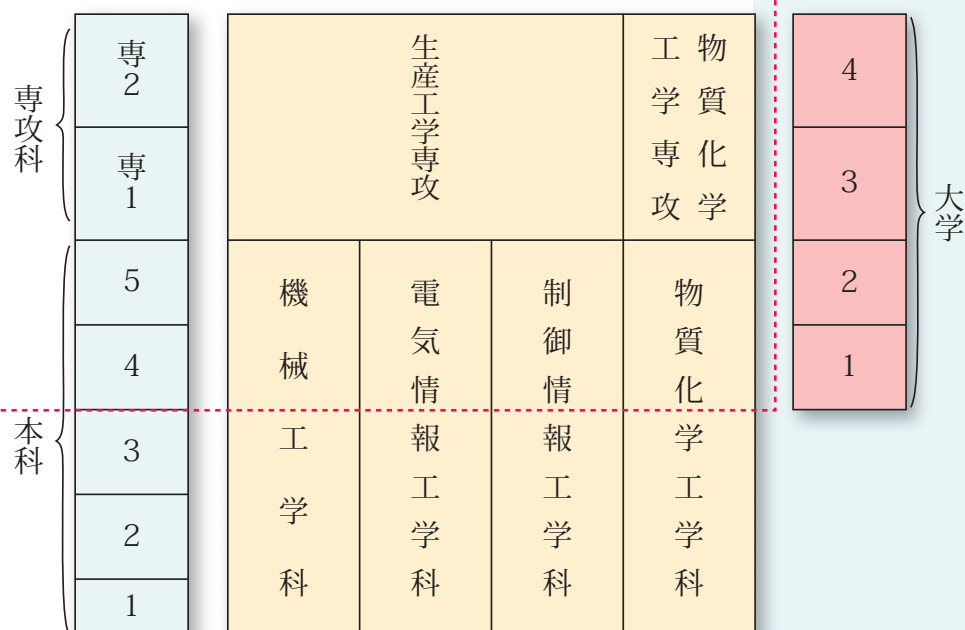 専攻科
本科
専2
専1
5
4
3
2
1
生産工学専攻
物質化学
工学専攻
機械工学科
電気情報工学科
制御情報工学科
物質化学工学科
4
3
2
1
大学